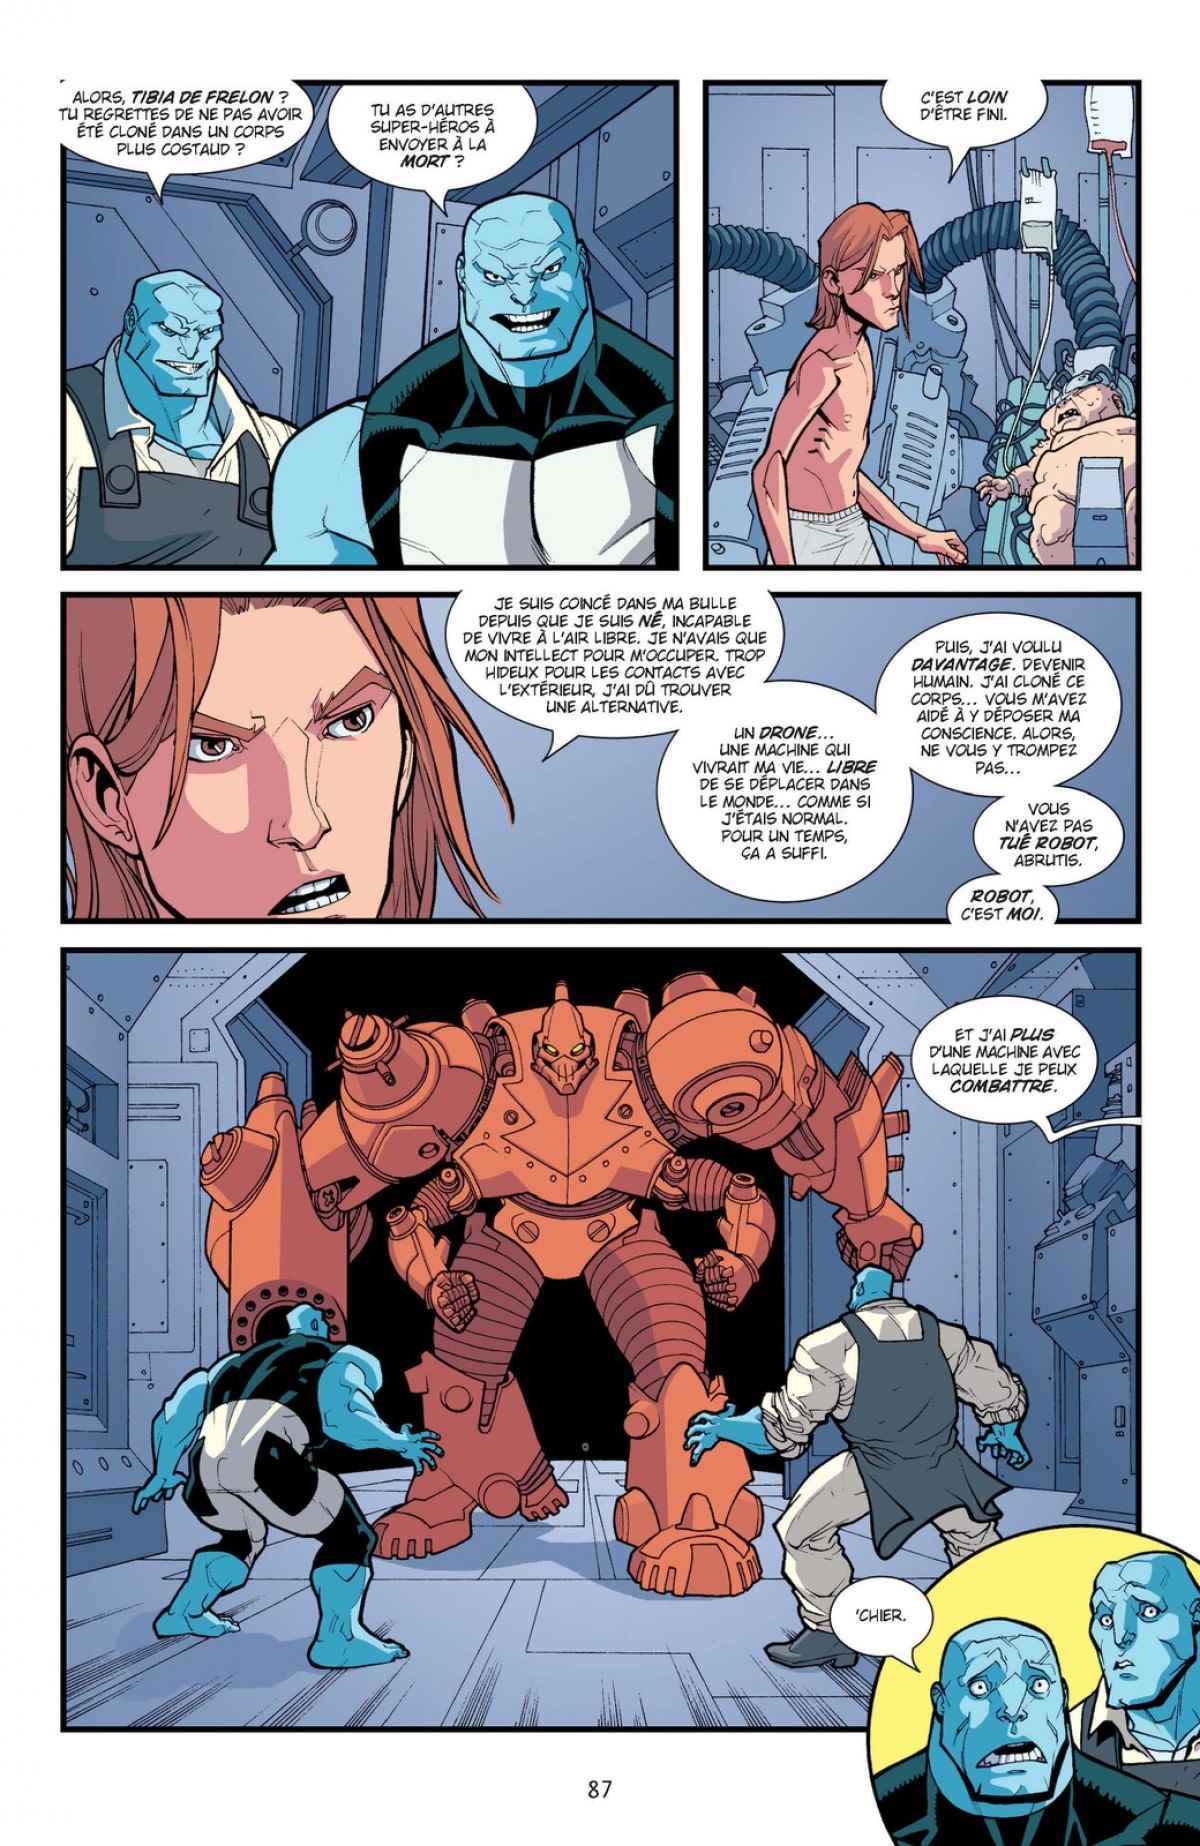 ALORS, TIBIA DE FRELON ?
TU REGRETTES DE NE PAS AVOIR
ÉTÉ CLONÉ DANS UN CORPS
PLUS COSTAUD ?
TU AS D'AUTRES
SUPER-HÉROS À
ENVOYER À LA
MORT ?
C'EST LOIN
D'ÊTRE FINI.
JE SUIS COINCÉ DANS MA BULLE
DEPUIS QUE JE SUIS NÉ, INCAPABLE
DE VIVRE À L'AIR LIBRE. JE N'AVAIS QUE
MON INTELLECT POUR M'OCCUPER. TROP
HIDEUX POUR LES CONTACTS AVEC
L'EXTÉRIEUR, J'AI DÛ TROUVER
UNE ALTERNATIVE.
UN DRONE...
UNE MACHINE QUI
VIVRAIT MA VIE... LIBRE
DE SE DÉPLACER DANS
LE MONDE... COMME SI
J'ÉTAIS NORMAL.
POUR UN TEMPS,
ÇA A SUFFI.
PUIS, J'AI VOULU
DAVANTAGE. DEVENIR
HUMAIN. J'AI CLONÉ CE
CORPS... VOUS M'AVEZ
AIDÉ À Y DÉPOSER MA
CONSCIENCE. ALORS,
NE VOUS Y TROMPEZ
PAS...
VOUS
N'AVEZ PAS
TUÉ ROBOT,
ABRUTIS.
ROBOT,
C'EST MOI.
ET J'AI PLUS
D'UNE MACHINE AVEC
LAQUELLE JE PEUX
COMBATTRE.
'CHIER.
87